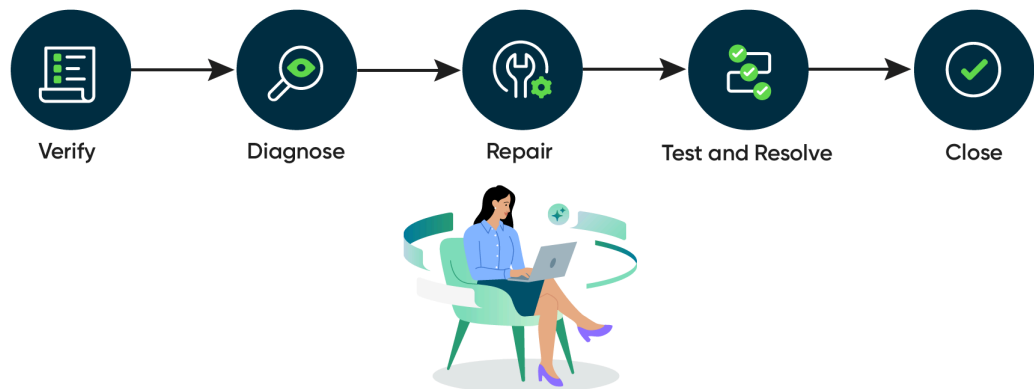 Verify
Diagnose
Repair
Test and Resolve
Close